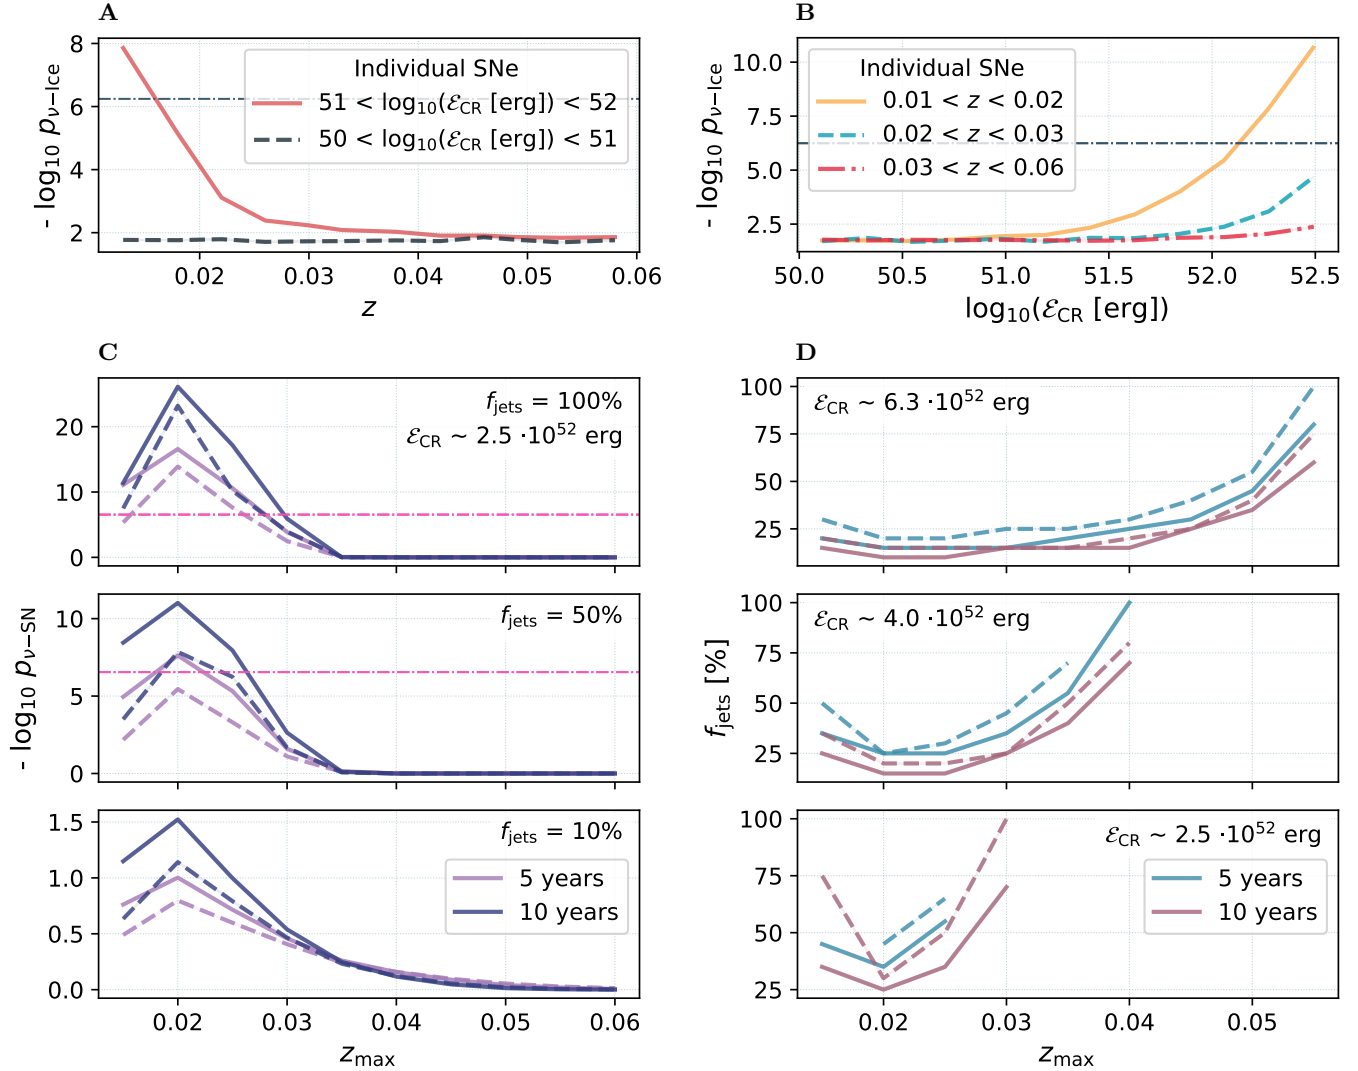 A
- log10 pν−Ice
8
6
4
2
0.02
0.03
0.04
0.05
0.06
z
Individual SNe
51 < log10(ℰCR [erg]) < 52
50 < log10(ℰCR [erg]) < 51
B
- log10 pν−Ice
10.0
7.5
5.0
2.5
50.0
50.5
51.0
51.5
52.0
52.5
log10(ℰCR [erg])
Individual SNe
0.01 < z < 0.02
0.02 < z < 0.03
0.03 < z < 0.06
C
fjets = 100%
ℰCR ~ 2.5 ·10^52 erg
20
10
0
- log10 pν−SN
fjets = 50%
10
5
0
fjets = 10%
5 years
10 years
1.5
1.0
0.5
0.0
0.02
0.03
0.04
0.05
0.06
zmax
D
ℰCR ~ 6.3 ·10^52 erg
100
75
50
25
fjets [%]
ℰCR ~ 4.0 ·10^52 erg
100
75
50
25
ℰCR ~ 2.5 ·10^52 erg
5 years
10 years
100
75
50
25
0.02
0.03
0.04
0.05
zmax